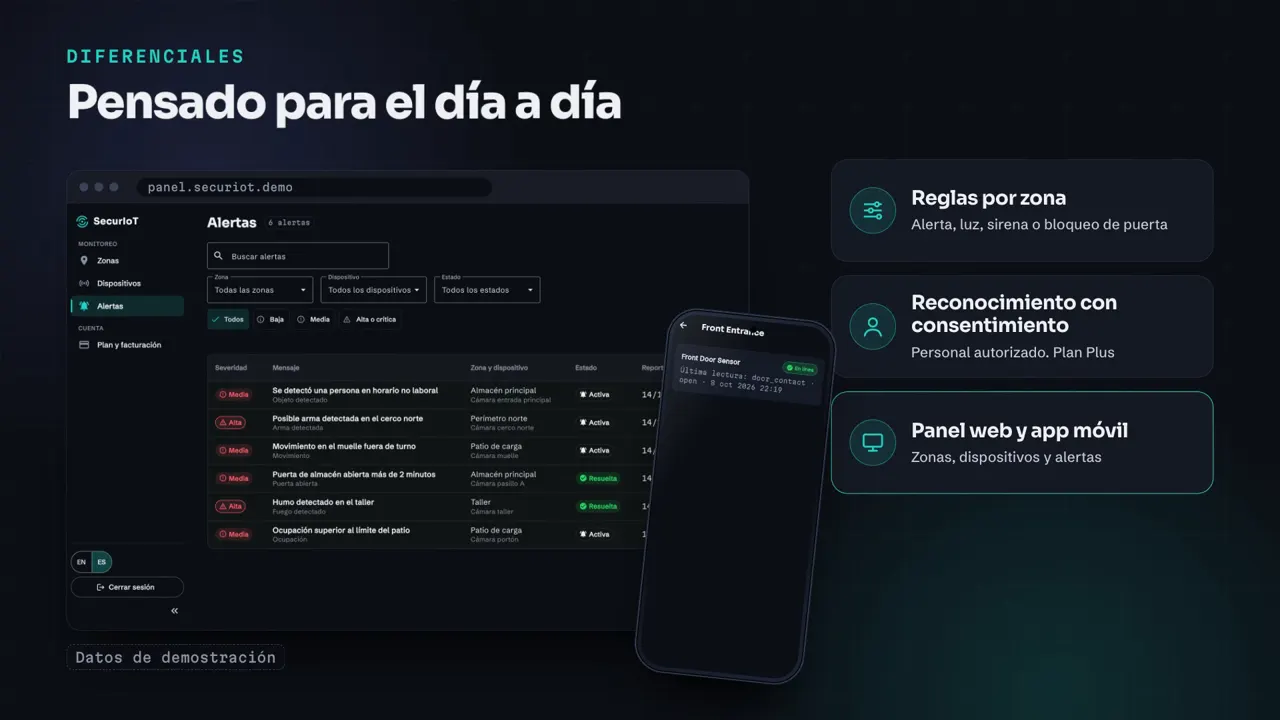 DIFERENCIALES
Pensado para el día a día
panel.securiot.demo
SecurIoT
MONITOREO
Zonas
Dispositivos
Alertas
CUENTA
Plan y facturación
EN ES
Cerrar sesión
«
Alertas 6 alertas
Buscar alertas
Zona Dispositivo Estado
Todas las zonas Todos los dispositivos Todos los estados
Todos Baja Media Alta o crítica
Severidad Mensaje Zona y dispositivo Estado
Media Se detectó una persona en horario no laboral Almacén principal Activa
Objeto detectado Cámara entrada principal
Alta Posible arma detectada en el cerco norte Perímetro norte Activa
Arma detectada Cámara cerco norte
Media Movimiento en el muelle fuera de turno Patio de carga Activa
Movimiento Cámara muelle
Media Puerta de almacén abierta más de 2 minutos Almacén principal Resuelta
Puerta abierta Cámara pasillo A
Alta Humo detectado en el taller Taller Resuelta
Fuego detectado Cámara taller
Media Ocupación superior al límite del patio Patio de carga Activa
Ocupación Cámara portón
Front Entrance
Front Door Sensor En línea
Última lectura: door_contact ·
open · 8 oct 2026 22:19
Reglas por zona
Alerta, luz, sirena o bloqueo de puerta
Reconocimiento con
consentimiento
Personal autorizado. Plan Plus
Panel web y app móvil
Zonas, dispositivos y alertas
Datos de demostración